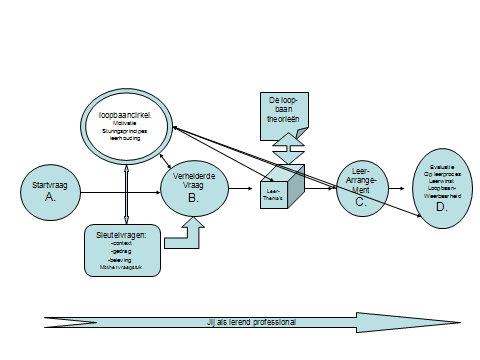 De loop-
baan
theorieën
loopbaancirkel:
Motivatie
Sturingsprincipes
leerhouding
Startvraag
A.
Verhelderde
Vraag
B.
Leer-
Thema's
Leer-
Arrange-
Ment
C.
Evaluatie
Op leerproces
Leerwinst
Loopbaan-
Weerbaarheid
D.
Sleutelvragen:
-context
-gedrag
-beleving
Jij als lerend professional